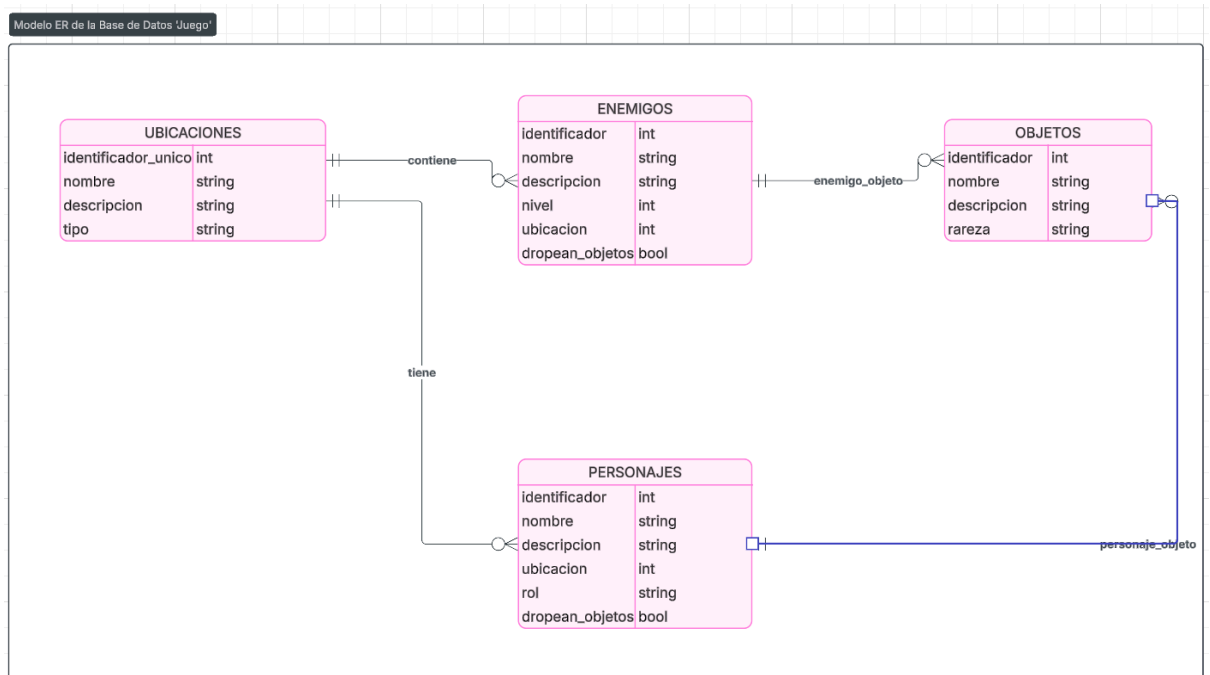 Modelo ER de la Base de Datos 'Juego'
UBICACIONES
identificador_unico int
nombre string
descripcion string
tipo string
contiene
ENEMIGOS
identificador int
nombre string
descripcion string
nivel int
ubicacion int
dropean_objetos bool
enemigo_objeto
OBJETOS
identificador int
nombre string
descripcion string
rareza string
tiene
PERSONAJES
identificador int
nombre string
descripcion string
ubicacion int
rol string
dropean_objetos bool
personaje_objeto